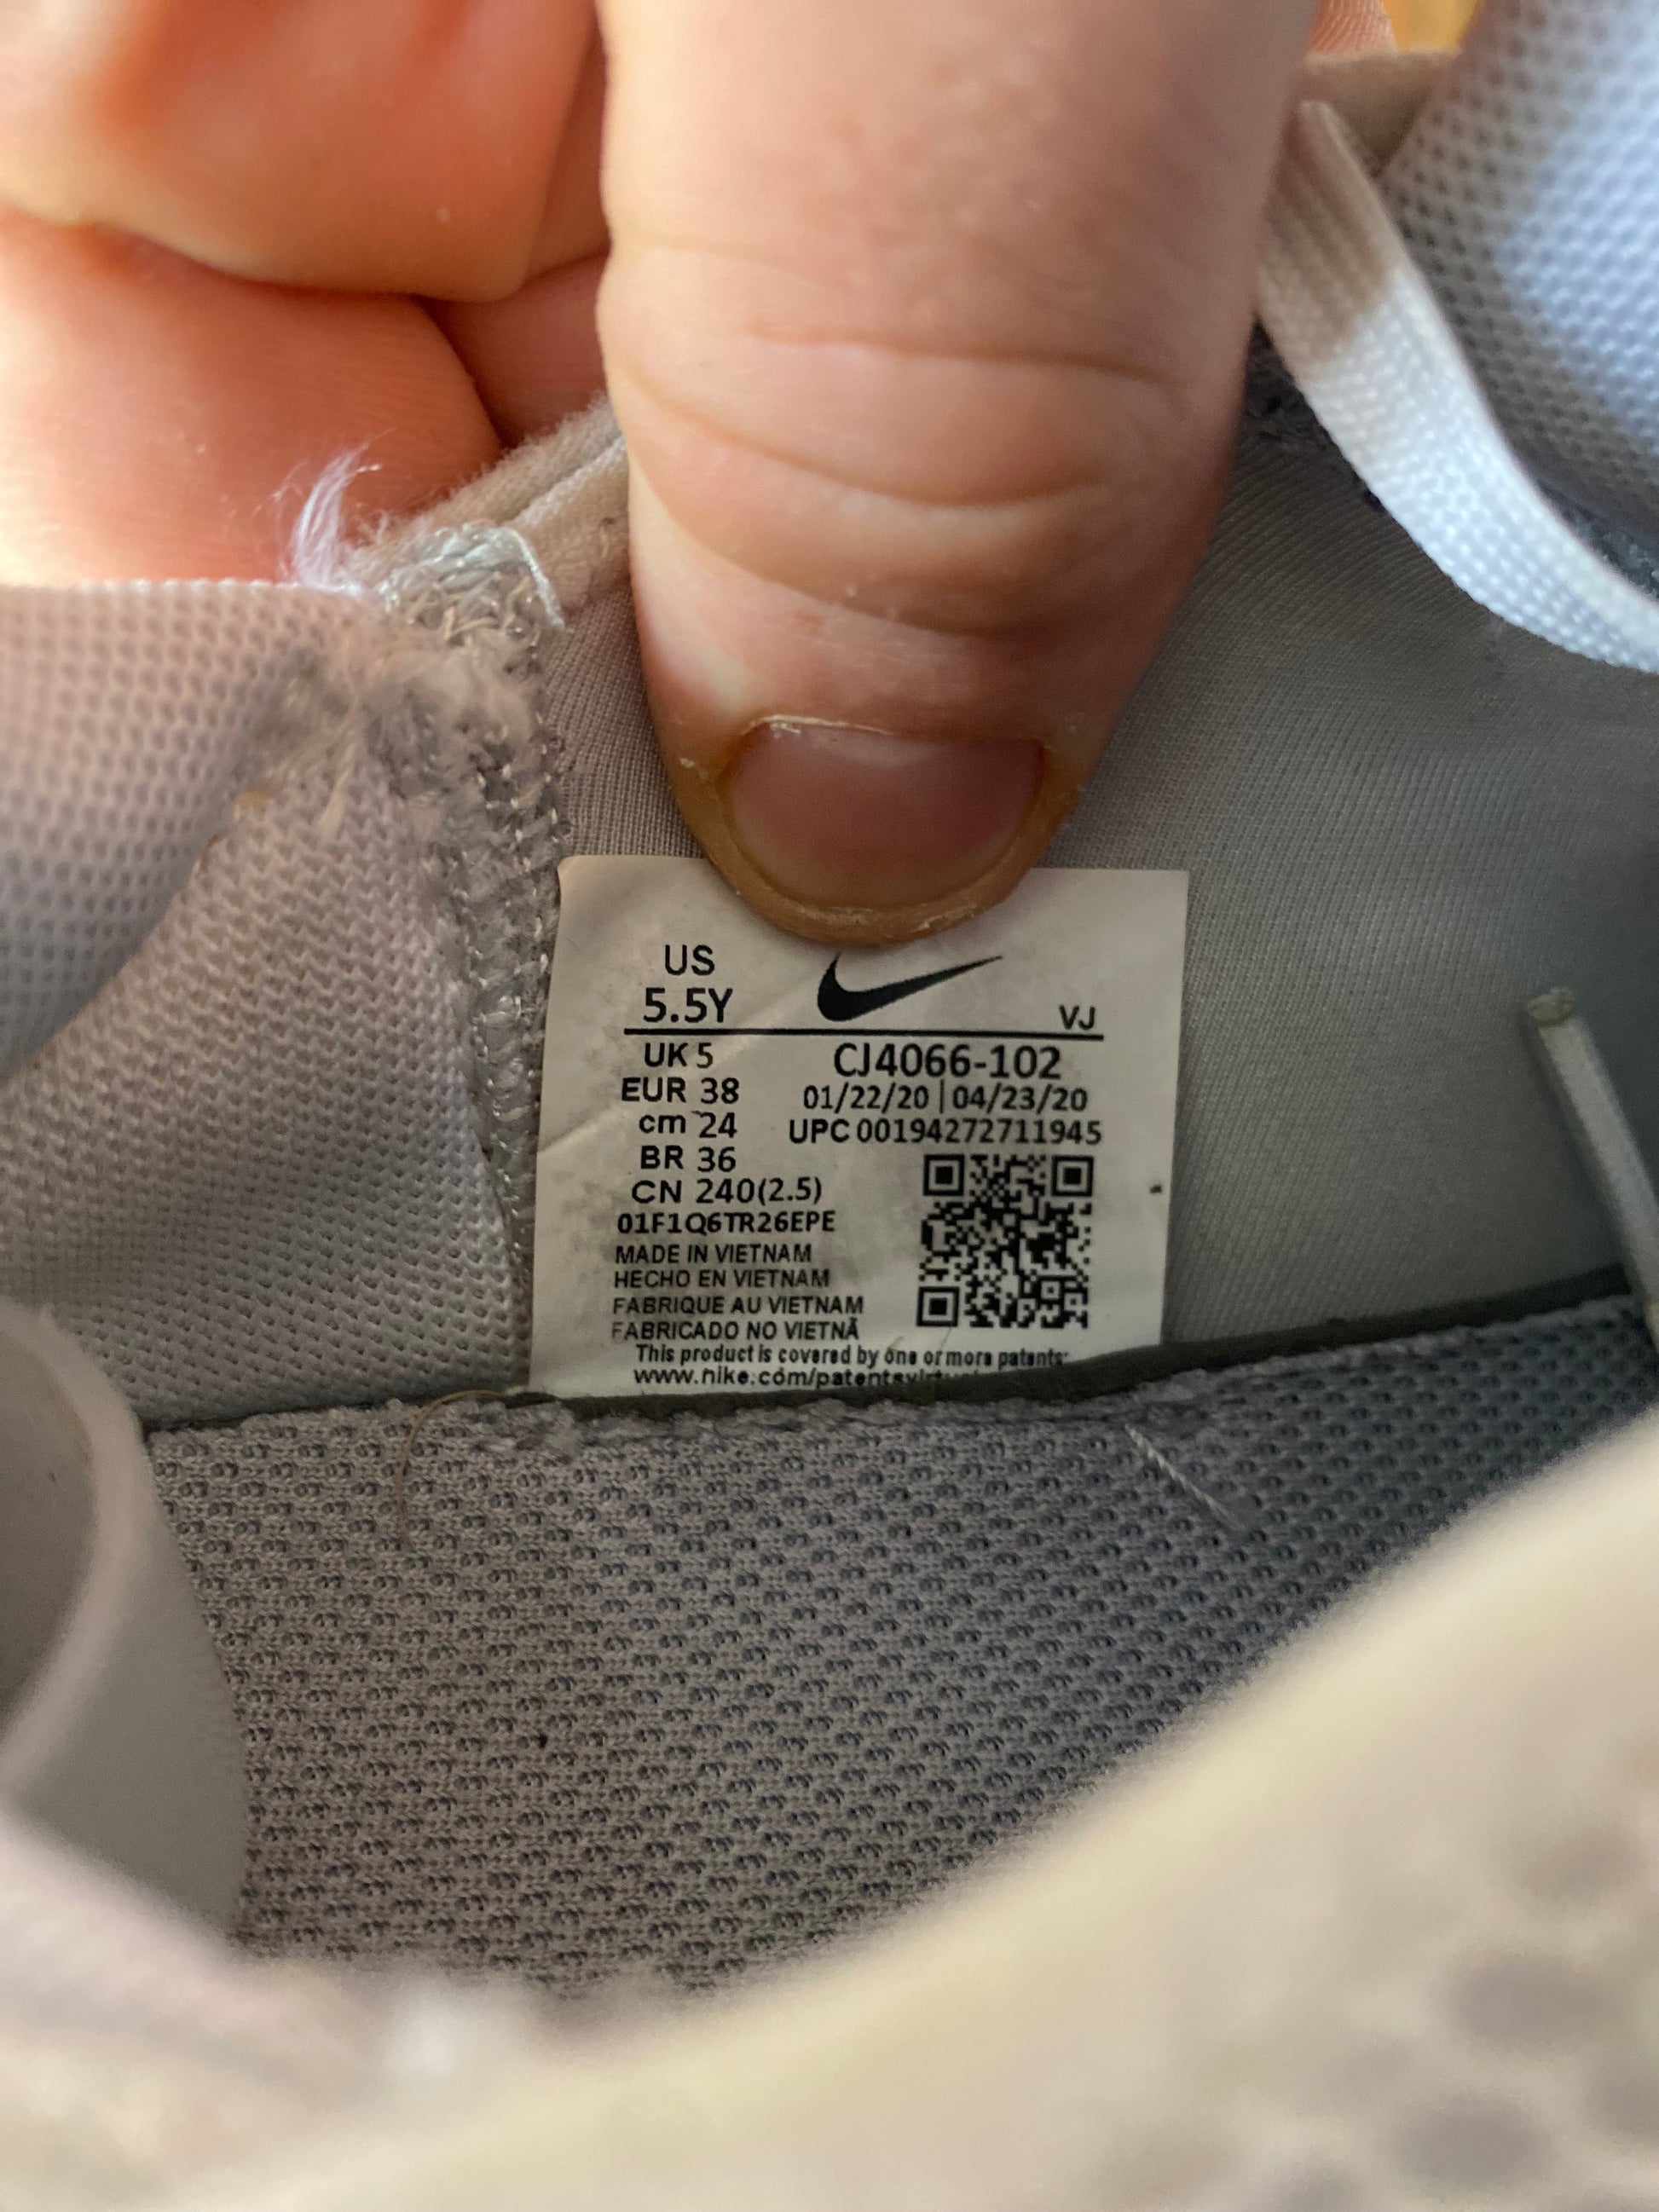 US
5.5Y
VJ
UK 5
EUR 38
cm 24
BR 36
CN 240(2.5)
CJ4066-102
01/22/20 | 04/23/20
UPC 00194272711945
01F1Q6TR26EPE
MADE IN VIETNAM
HECHO EN VIETNAM
FABRIQUE AU VIETNAM
FABRICADO NO VIETNÃ
This product is covered by one or more patents: